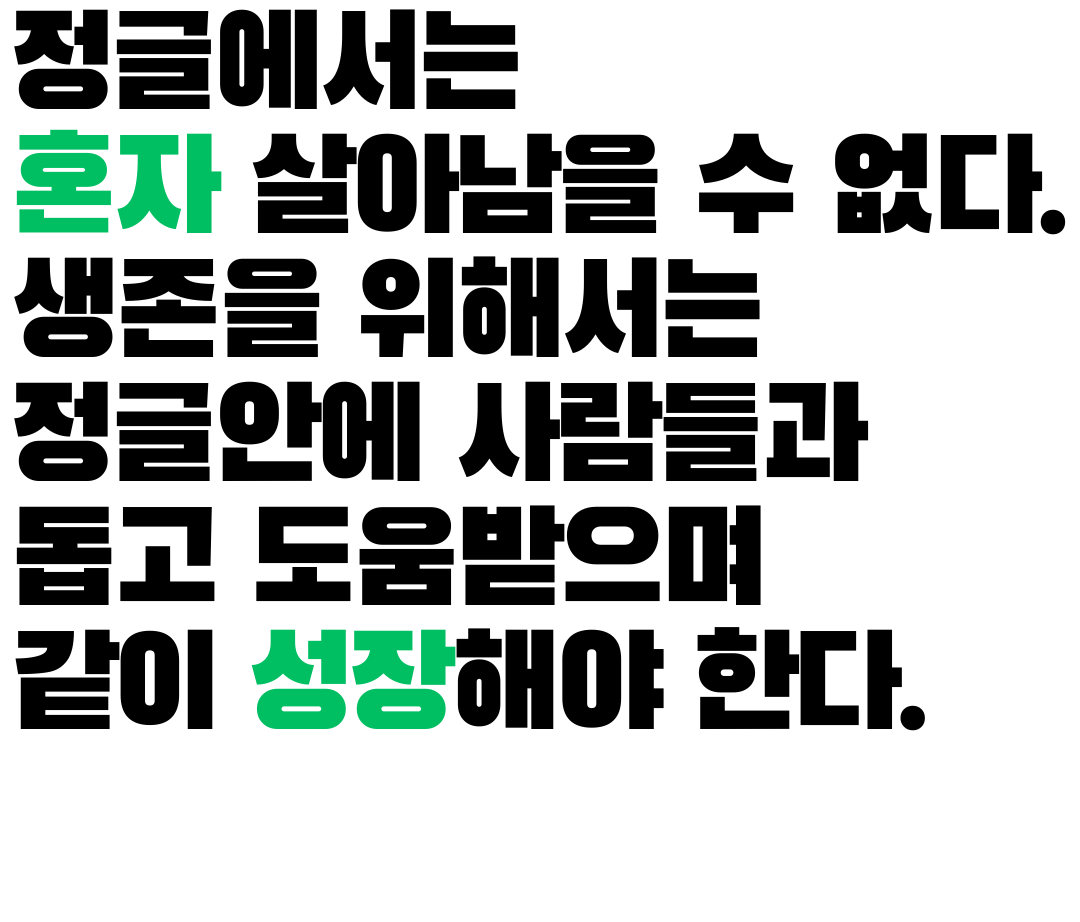 정글에서는
혼자 살아남을 수 없다.
생존을 위해서는
정글안에 사람들과
돕고 도움받으며
같이 성장해야 한다.